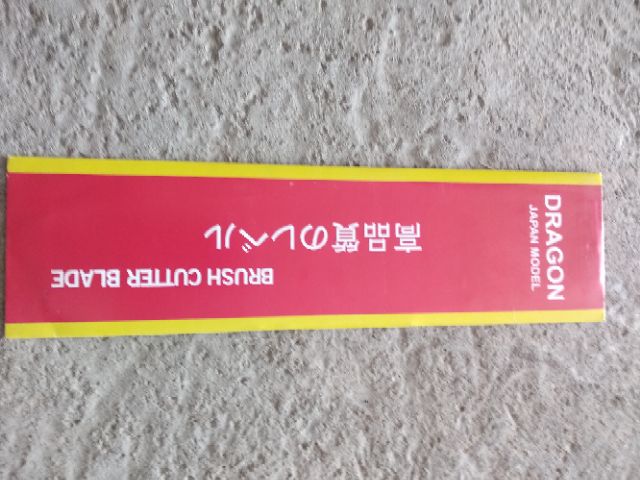 DRAGON
JAPAN MODEL
高品質のレベル
BRUSH CUTTER BLADE